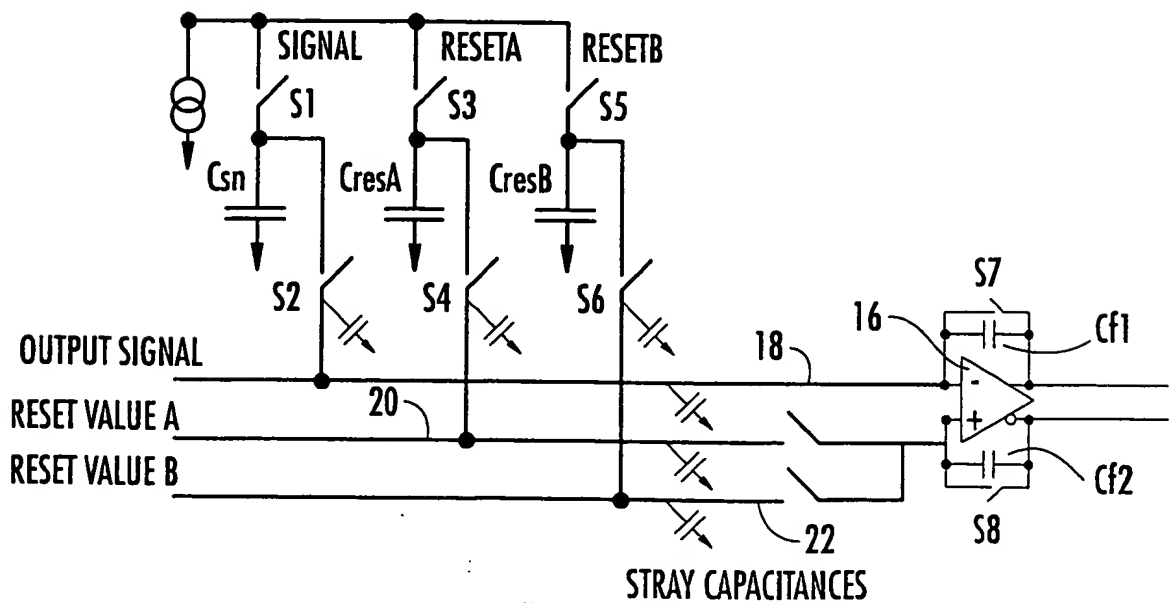 SIGNAL
RESETA
RESETB
S1
S3
S5
Csn
CresA
CresB
S2
S4
S6
S7
16
Cf1
OUTPUT SIGNAL
18
RESET VALUE A
20
-
+
RESET VALUE B
Cf2
S8
22
STRAY CAPACITANCES